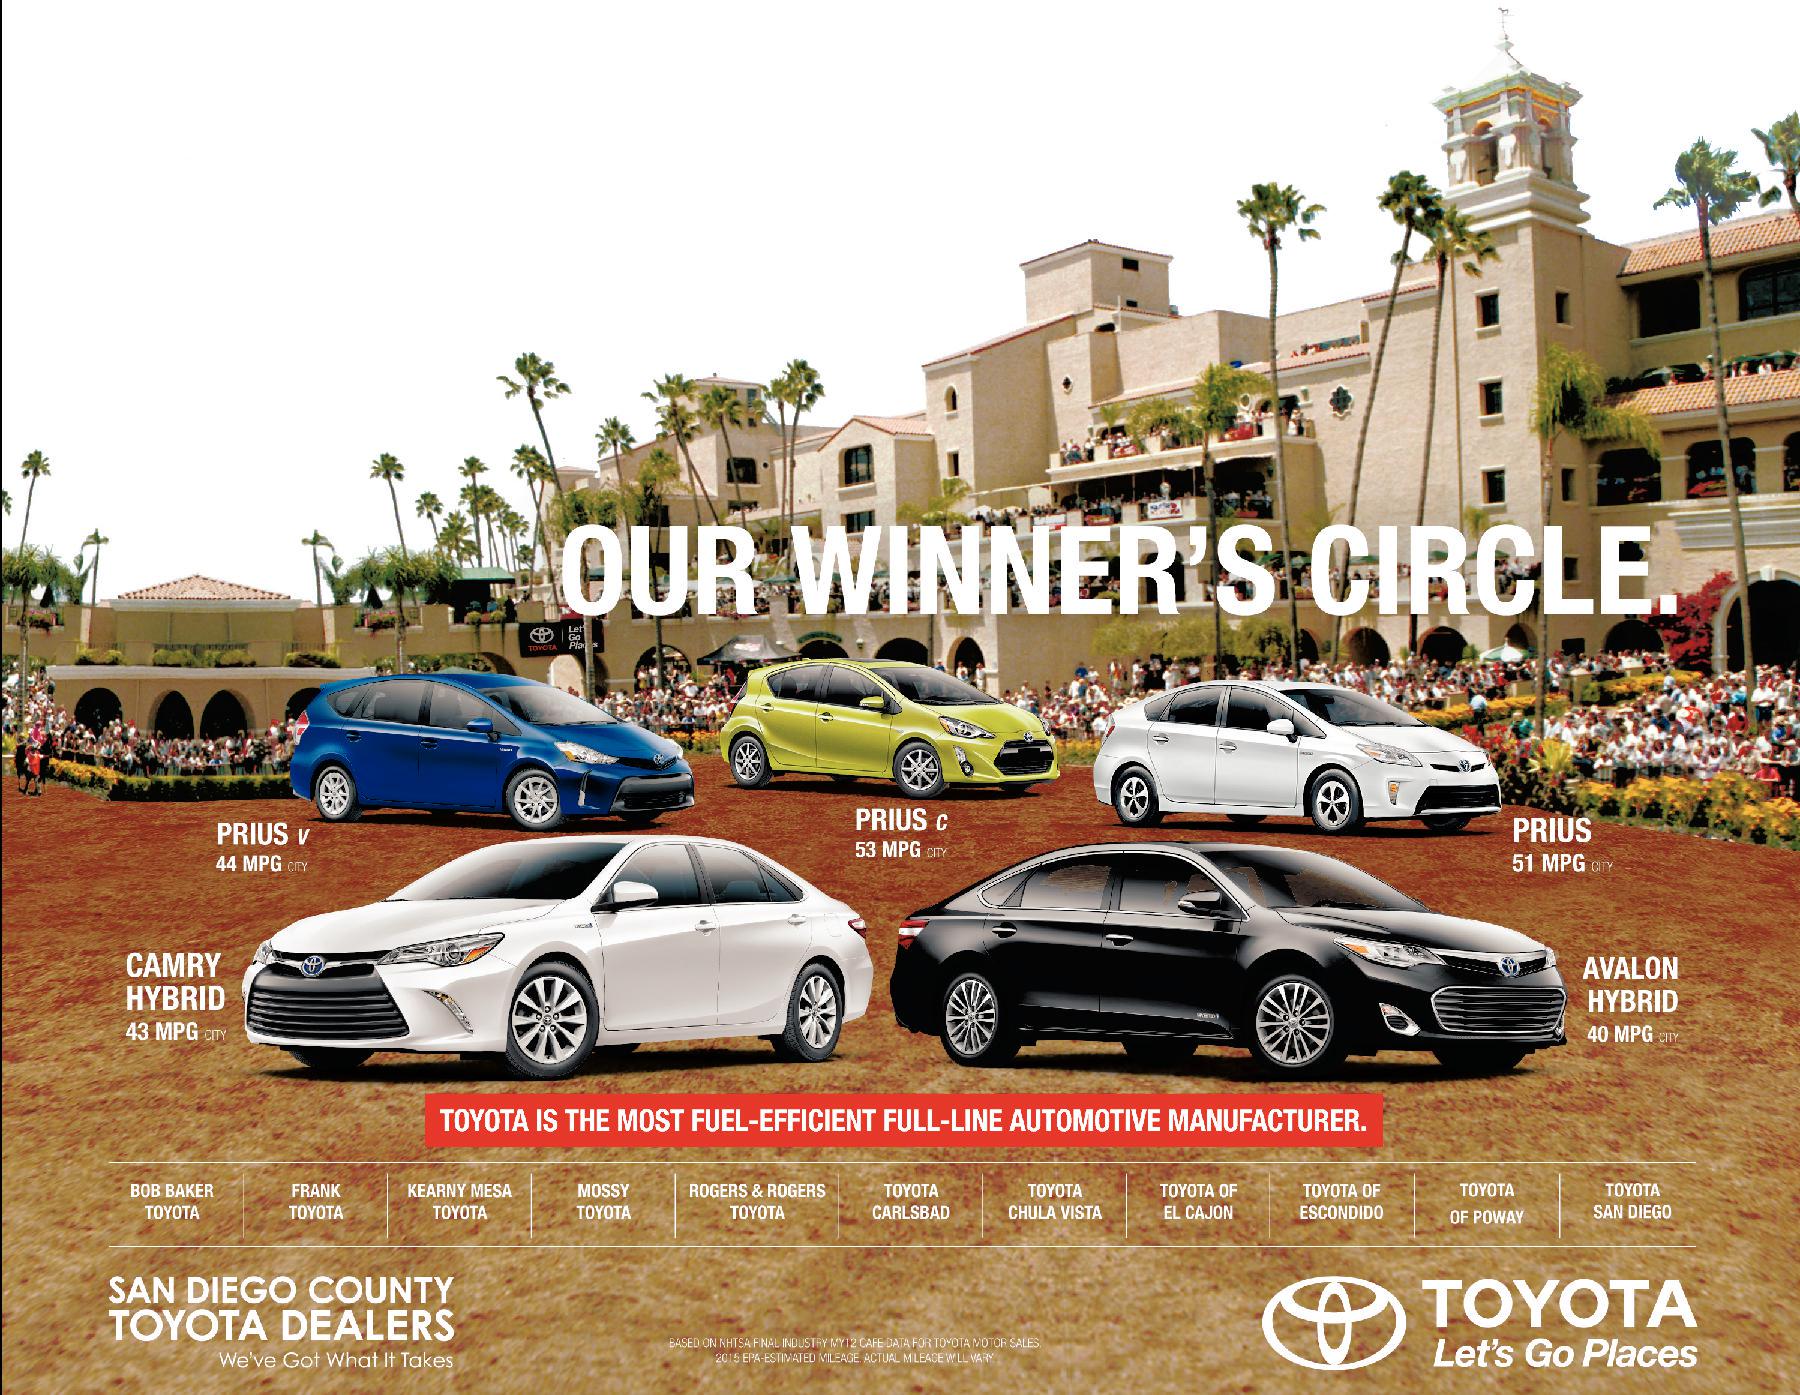 TOYOTA
Let's
Go
Places
OUR WINNER'S CIRCLE.
PRIUS v
44 MPG CITY
PRIUS c
53 MPG CITY
PRIUS
51 MPG CITY
CAMRY
HYBRID
43 MPG CITY
AVALON
HYBRID
40 MPG CITY
TOYOTA IS THE MOST FUEL-EFFICIENT FULL-LINE AUTOMOTIVE MANUFACTURER.
BOB BAKER
TOYOTA
FRANK
TOYOTA
KEARNY MESA
TOYOTA
MOSSY
TOYOTA
ROGERS & ROGERS
TOYOTA
TOYOTA
CARLSBAD
TOYOTA
CHULA VISTA
TOYOTA OF
EL CAJON
TOYOTA OF
ESCONDIDO
TOYOTA
OF POWAY
TOYOTA
SAN DIEGO
SAN DIEGO COUNTY
TOYOTA DEALERS
We've Got What It Takes
BASED ON NHTSA FINAL INDUSTRY MY12 CAFE DATA FOR TOYOTA MOTOR SALES.
2015 EPA-ESTIMATED MILEAGE. ACTUAL MILEAGE WILL VARY.
TOYOTA
Let's Go Places